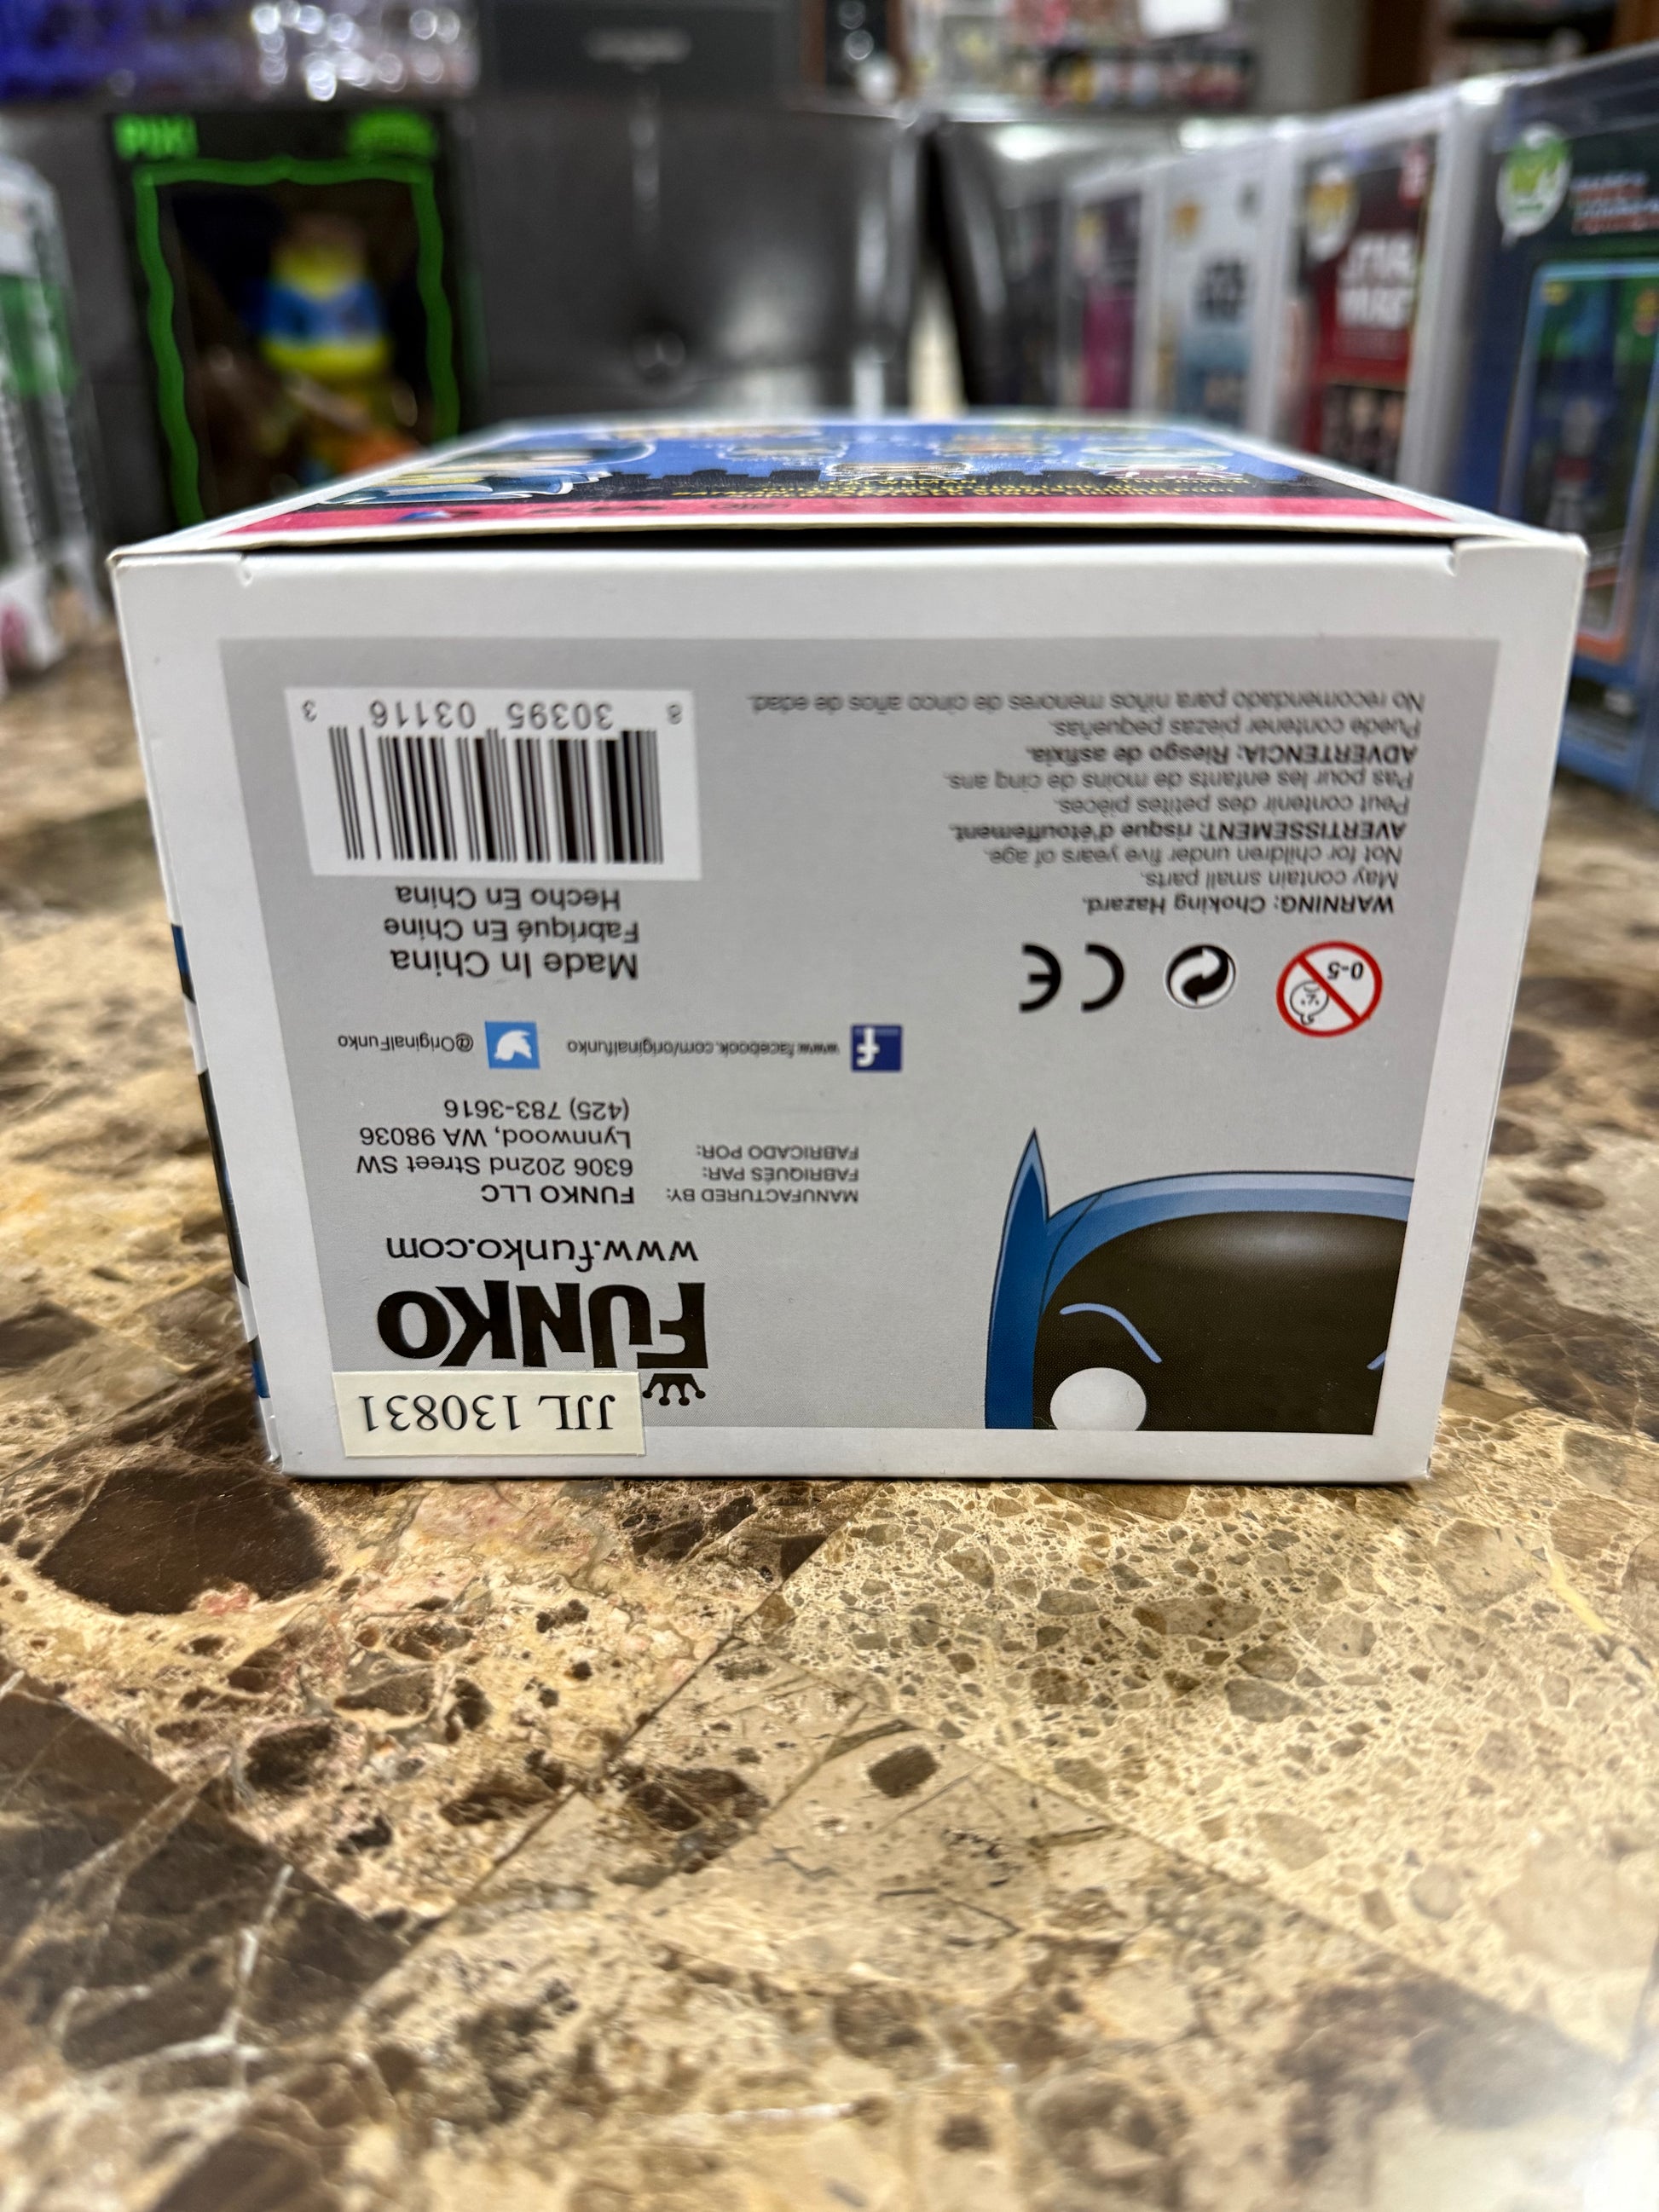 JJL 130831
FUNKO
www.funko.com
MANUFACTURED BY:
FABRIQUÉS PAR:
FABRICADO POR:
FUNKO LLC
6306 202nd Street SW
Lynnwood, WA 98036
(425) 783-3616
www.facebook.com/originalfunko
@OriginalFunko
0-5
CE
WARNING: Choking Hazard.
May contain small parts.
Not for children under five years of age.
AVERTISSEMENT: risque d'étouffement.
Peut contenir des petites pièces.
Pas pour les enfants de moins de cinq ans.
ADVERTENCIA: Riesgo de asfixia.
Puede contener piezas pequeñas.
No recomendado para niños menores de cinco años de edad.
Made In China
Fabriqué En Chine
Hecho En China
8 30395 03116 3
STAR
WARS